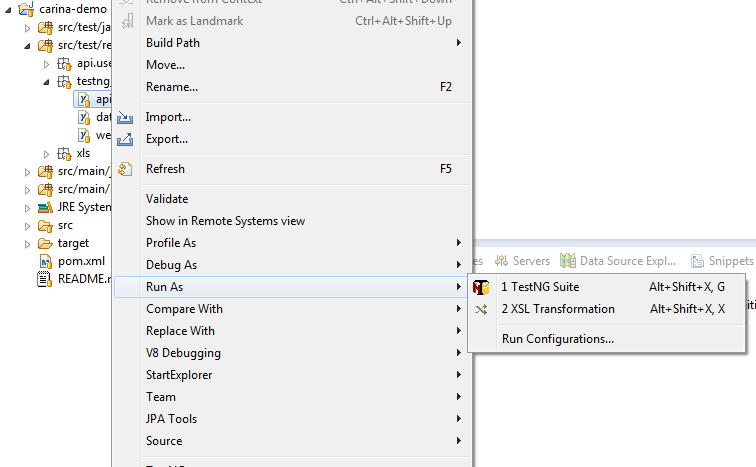 carina-demo
src/test/ja
src/test/re
api.use
testng_
api
dat
we
xls
src/main/j
src/main/
JRE System
src
target
pom.xml
README.r
Remove from Context Ctrl+Alt+Shift+Down
Mark as Landmark Ctrl+Alt+Shift+Up
Build Path
Move...
Rename... F2
Import...
Export...
Refresh F5
Validate
Show in Remote Systems view
Profile As
Debug As
Run As
Compare With
Replace With
V8 Debugging
StartExplorer
Team
JPA Tools
Source
es Servers Data Source Expl... Snippets
1 TestNG Suite Alt+Shift+X, G
2 XSL Transformation Alt+Shift+X, X
Run Configurations...